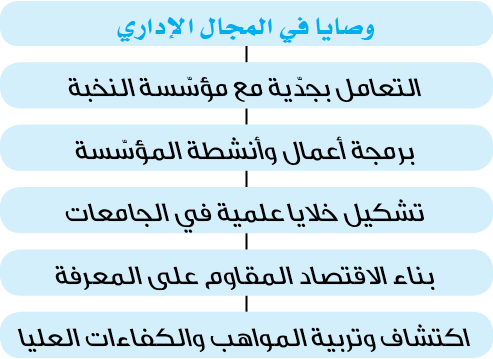 وصايا في المجال الإداري
التعامل بجدّية مع مؤسّسة النخبة
برمجة أعمال وأنشطة المؤسّسة
تشكيل خلايا علمية في الجامعات
بناء الاقتصاد المقاوم على المعرفة
اكتشاف وتربية المواهب والكفاءات العليا